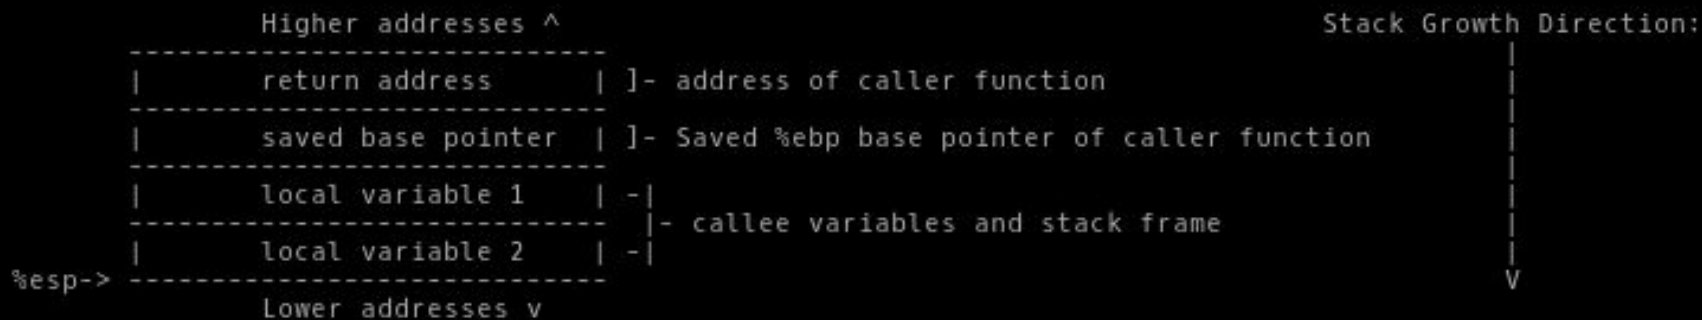 Higher addresses ^ Stack Growth Direction:
----------------------------- |
| return address | ]- address of caller function |
----------------------------- |
| saved base pointer | ]- Saved %ebp base pointer of caller function |
----------------------------- |
| local variable 1 | -| |
----------------------------- |- callee variables and stack frame |
| local variable 2 | -| |
%esp-> ----------------------------- V
Lower addresses v